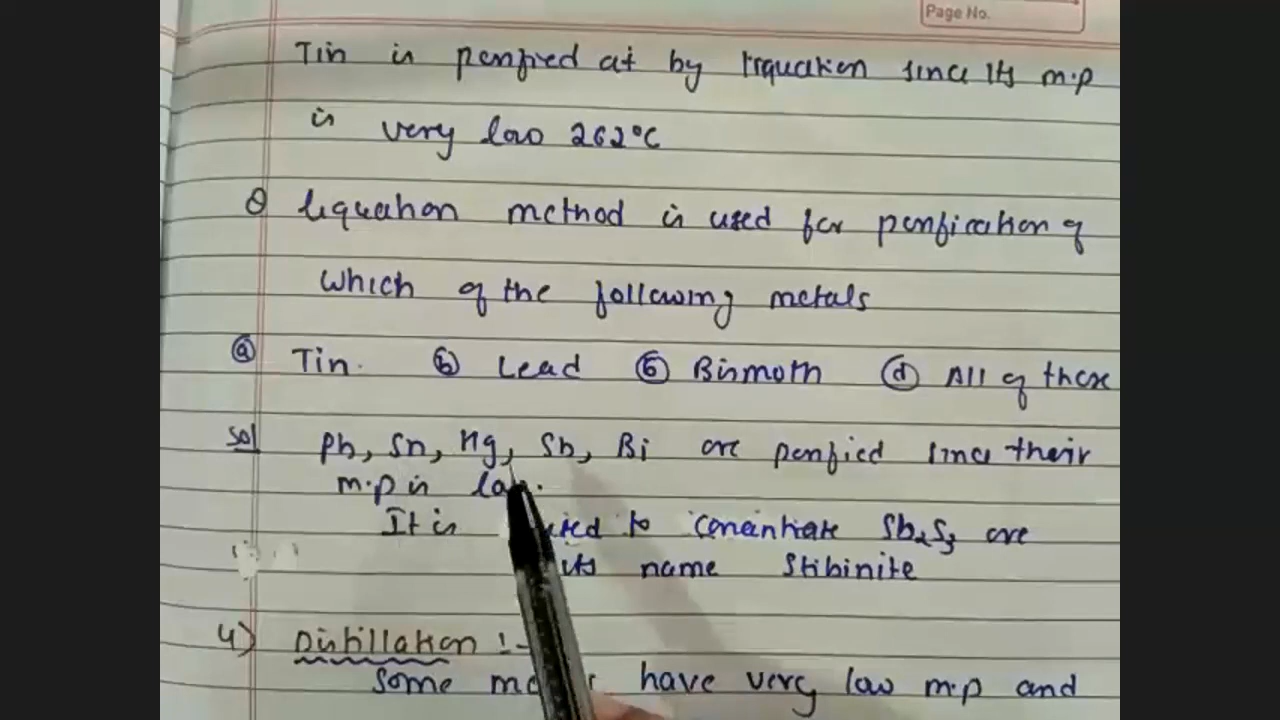 Page No.
Tin is purified at by liquation since its m.p
is very low 262°C
Q liquation method is used for purification of
which of the following metals
(a) Tin. (b) Lead (c) Bismoth (d) All of these
Sol Pb, Sn, Hg, Sb, Bi are purified since their
m.p is low.
It is used to concentrate Sb2S3 ore
its name Stibinite
4) Distillation :-
Some have very low m.p and